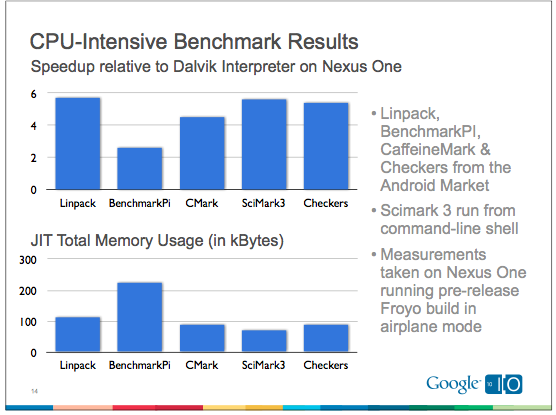 CPU-Intensive Benchmark Results
Speedup relative to Dalvik Interpreter on Nexus One
6
4
2
0
Linpack BenchmarkPi CMark SciMark3 Checkers
JIT Total Memory Usage (in kBytes)
300
200
100
0
Linpack BenchmarkPi CMark SciMark3 Checkers
• Linpack,
BenchmarkPI,
CaffeineMark &
Checkers from the
Android Market
• Scimark 3 run from
command-line shell
• Measurements
taken on Nexus One
running pre-release
Froyo build in
airplane mode
14
Google 10 IO